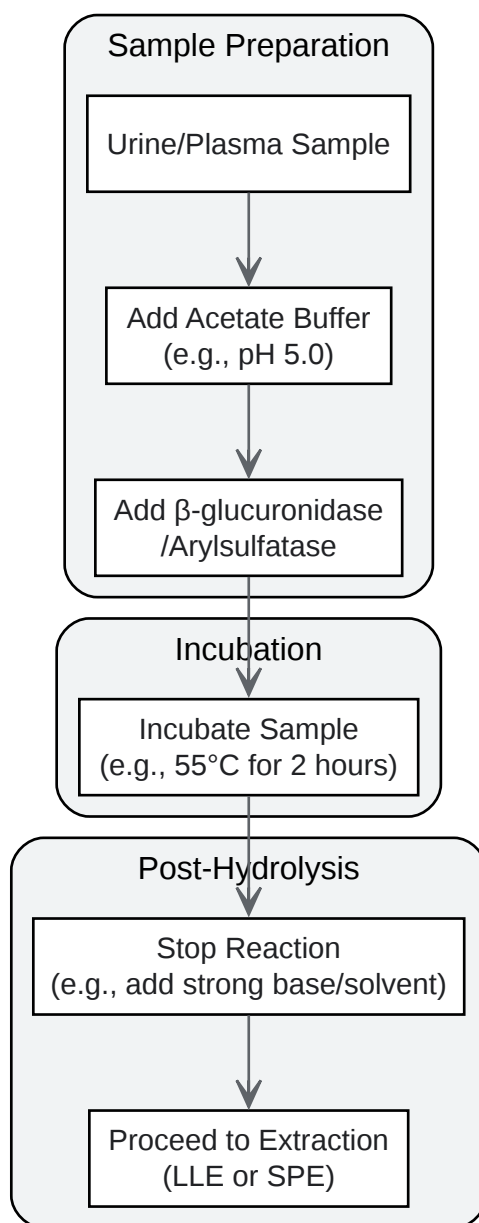 Sample Preparation
Urine/Plasma Sample
Add Acetate Buffer
(e.g., pH 5.0)
Add β-glucuronidase
/Arylsulfatase
Incubation
Incubate Sample
(e.g., 55°C for 2 hours)
Post-Hydrolysis
Stop Reaction
(e.g., add strong base/solvent)
Proceed to Extraction
(LLE or SPE)